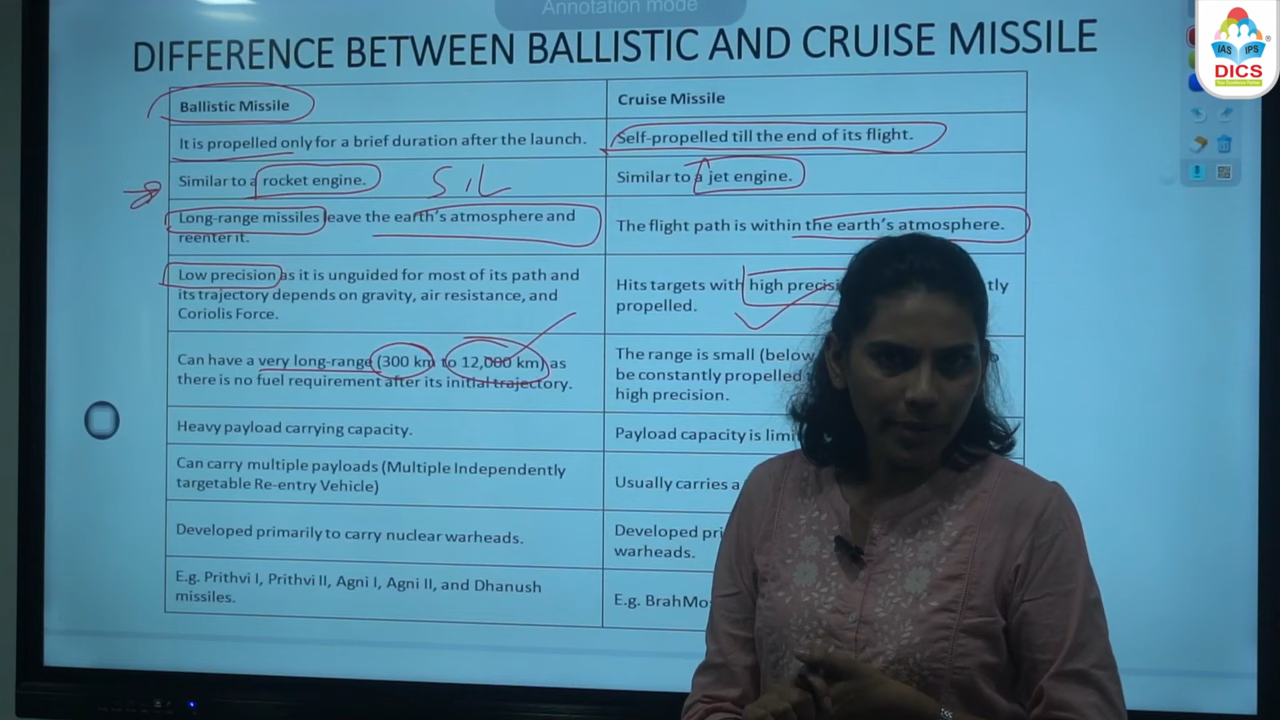 Annotation mode
DIFFERENCE BETWEEN BALLISTIC AND CRUISE MISSILE
IAS IPS
DICS
Ballistic Missile
Cruise Missile
It is propelled only for a brief duration after the launch.
Self-propelled till the end of its flight.
Similar to a rocket engine.
Similar to a jet engine.
Long-range missiles leave the earth's atmosphere and
reenter it.
The flight path is within the earth's atmosphere.
Low precision as it is unguided for most of its path and
its trajectory depends on gravity, air resistance, and
Coriolis Force.
Hits targets with high precisi
tly
propelled.
Can have a very long-range (300 km to 12,000 km) as
there is no fuel requirement after its initial trajectory.
The range is small (below
be constantly propelled
high precision.
Heavy payload carrying capacity.
Payload capacity is limi
Can carry multiple payloads (Multiple Independently
targetable Re-entry Vehicle)
Usually carries a
Developed primarily to carry nuclear warheads.
Developed pri
warheads.
E.g. Prithvi I, Prithvi II, Agni I, Agni II, and Dhanush
missiles.
E.g. BrahMo